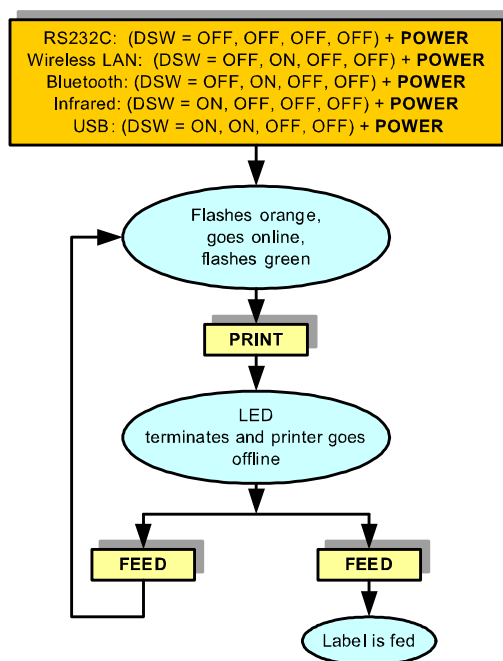 RS232C: (DSW = OFF, OFF, OFF, OFF) + POWER
Wireless LAN: (DSW = OFF, ON, OFF, OFF) + POWER
Bluetooth: (DSW = OFF, ON, OFF, OFF) + POWER
Infrared: (DSW = ON, OFF, OFF, OFF) + POWER
USB: (DSW = ON, ON, OFF, OFF) + POWER
Flashes orange,
goes online,
flashes green
PRINT
LED
terminates and printer goes
offline
FEED
FEED
Label is fed